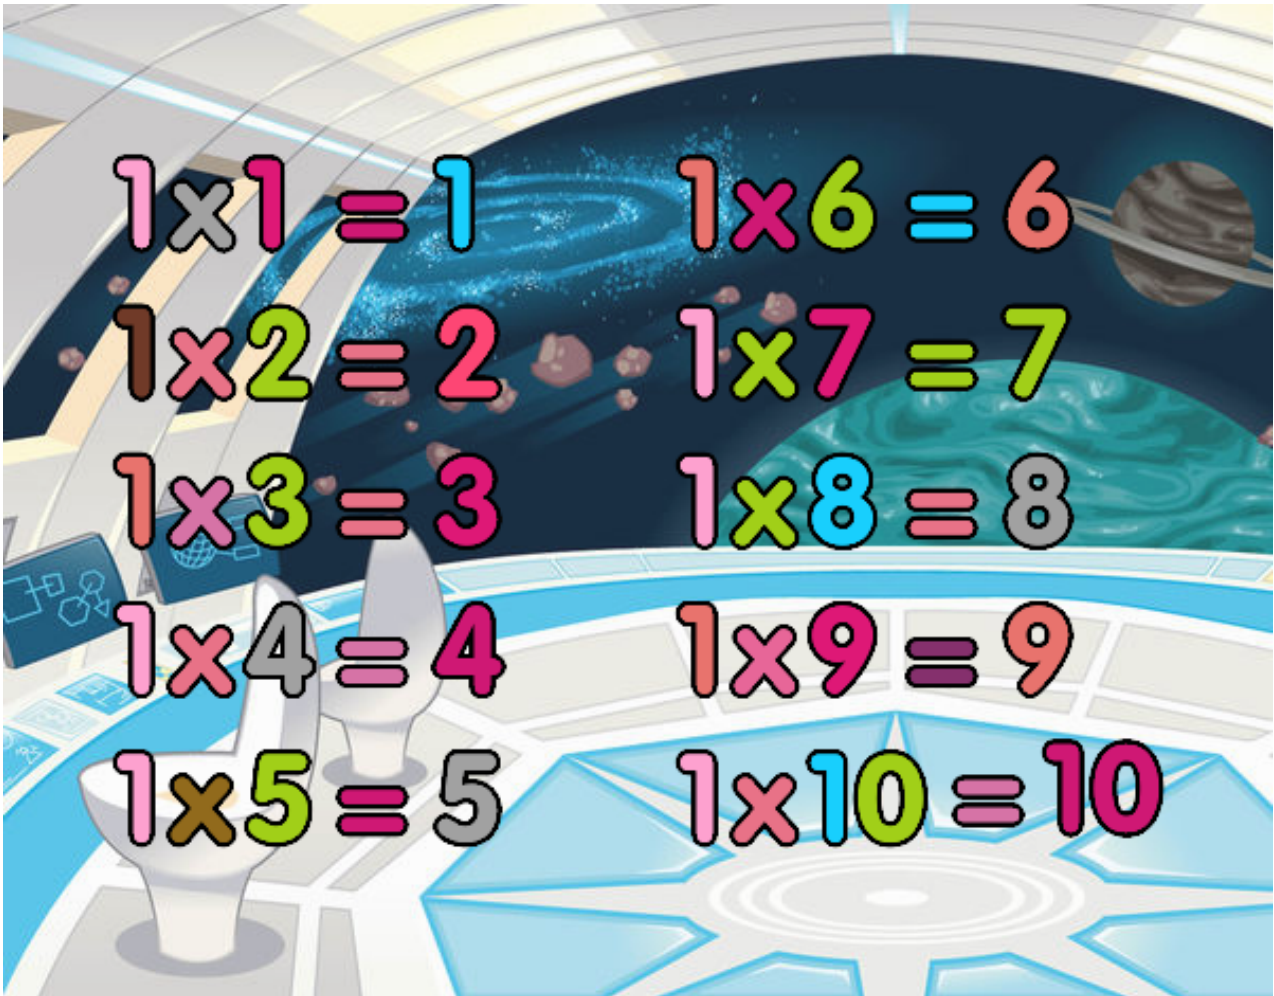 1x1 = 1
1x2 = 2
1x3 = 3
1x4 = 4
1x5 = 5
1x6 = 6
1x7 = 7
1x8 = 8
1x9 = 9
1x10 = 10